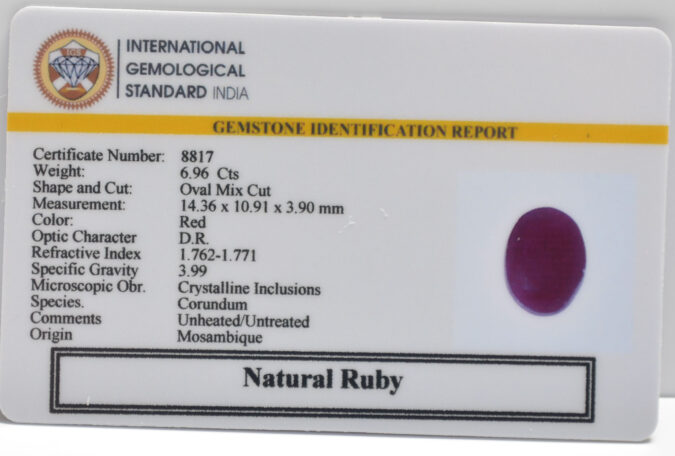 IGS
INTERNATIONAL
GEMOLOGICAL
STANDARD INDIA
GEMSTONE IDENTIFICATION REPORT
Certificate Number: 8817
Weight: 6.96 Cts
Shape and Cut: Oval Mix Cut
Measurement: 14.36 x 10.91 x 3.90 mm
Color: Red
Optic Character D.R.
Refractive Index 1.762-1.771
Specific Gravity 3.99
Microscopic Obr. Crystalline Inclusions
Species. Corundum
Comments Unheated/Untreated
Origin Mosambique
Natural Ruby